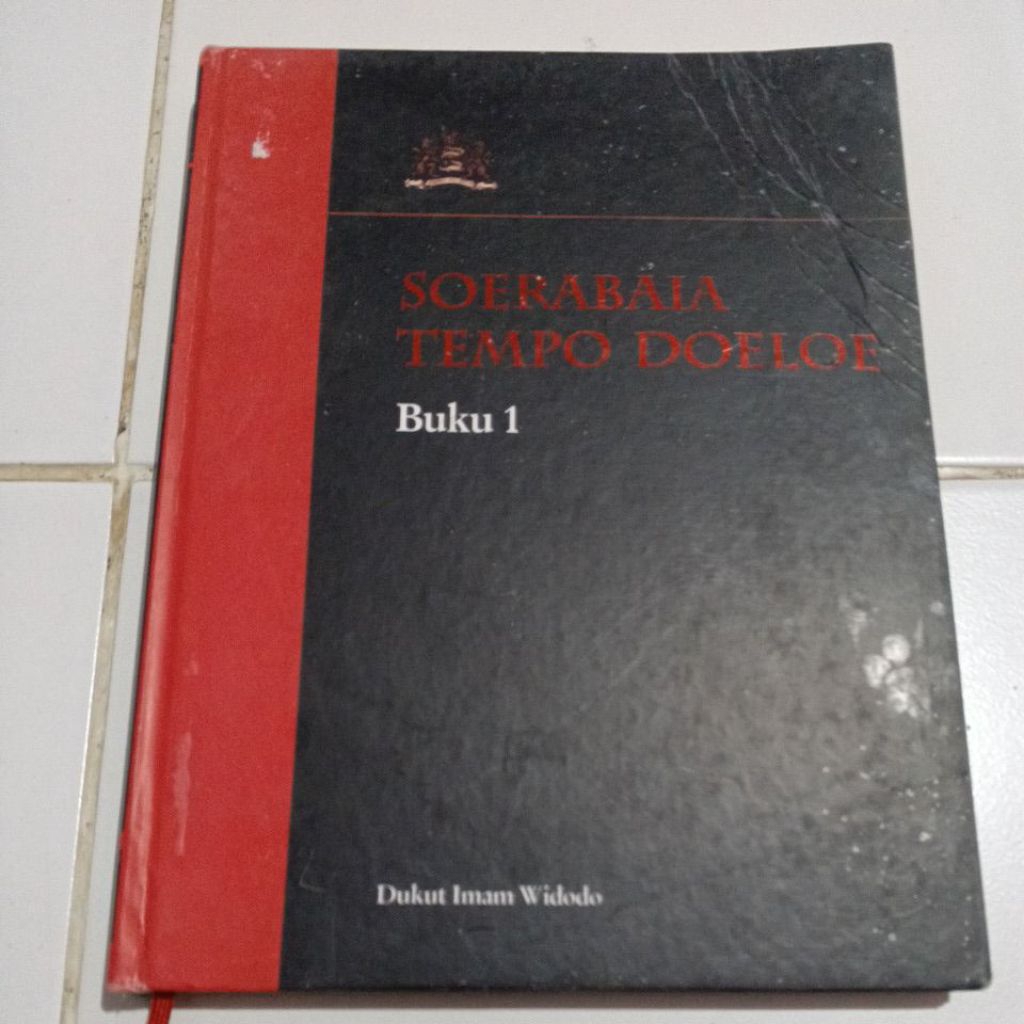 SOERABAIA
TEMPO DOELOE
Buku 1
Dukut Imam Widodo